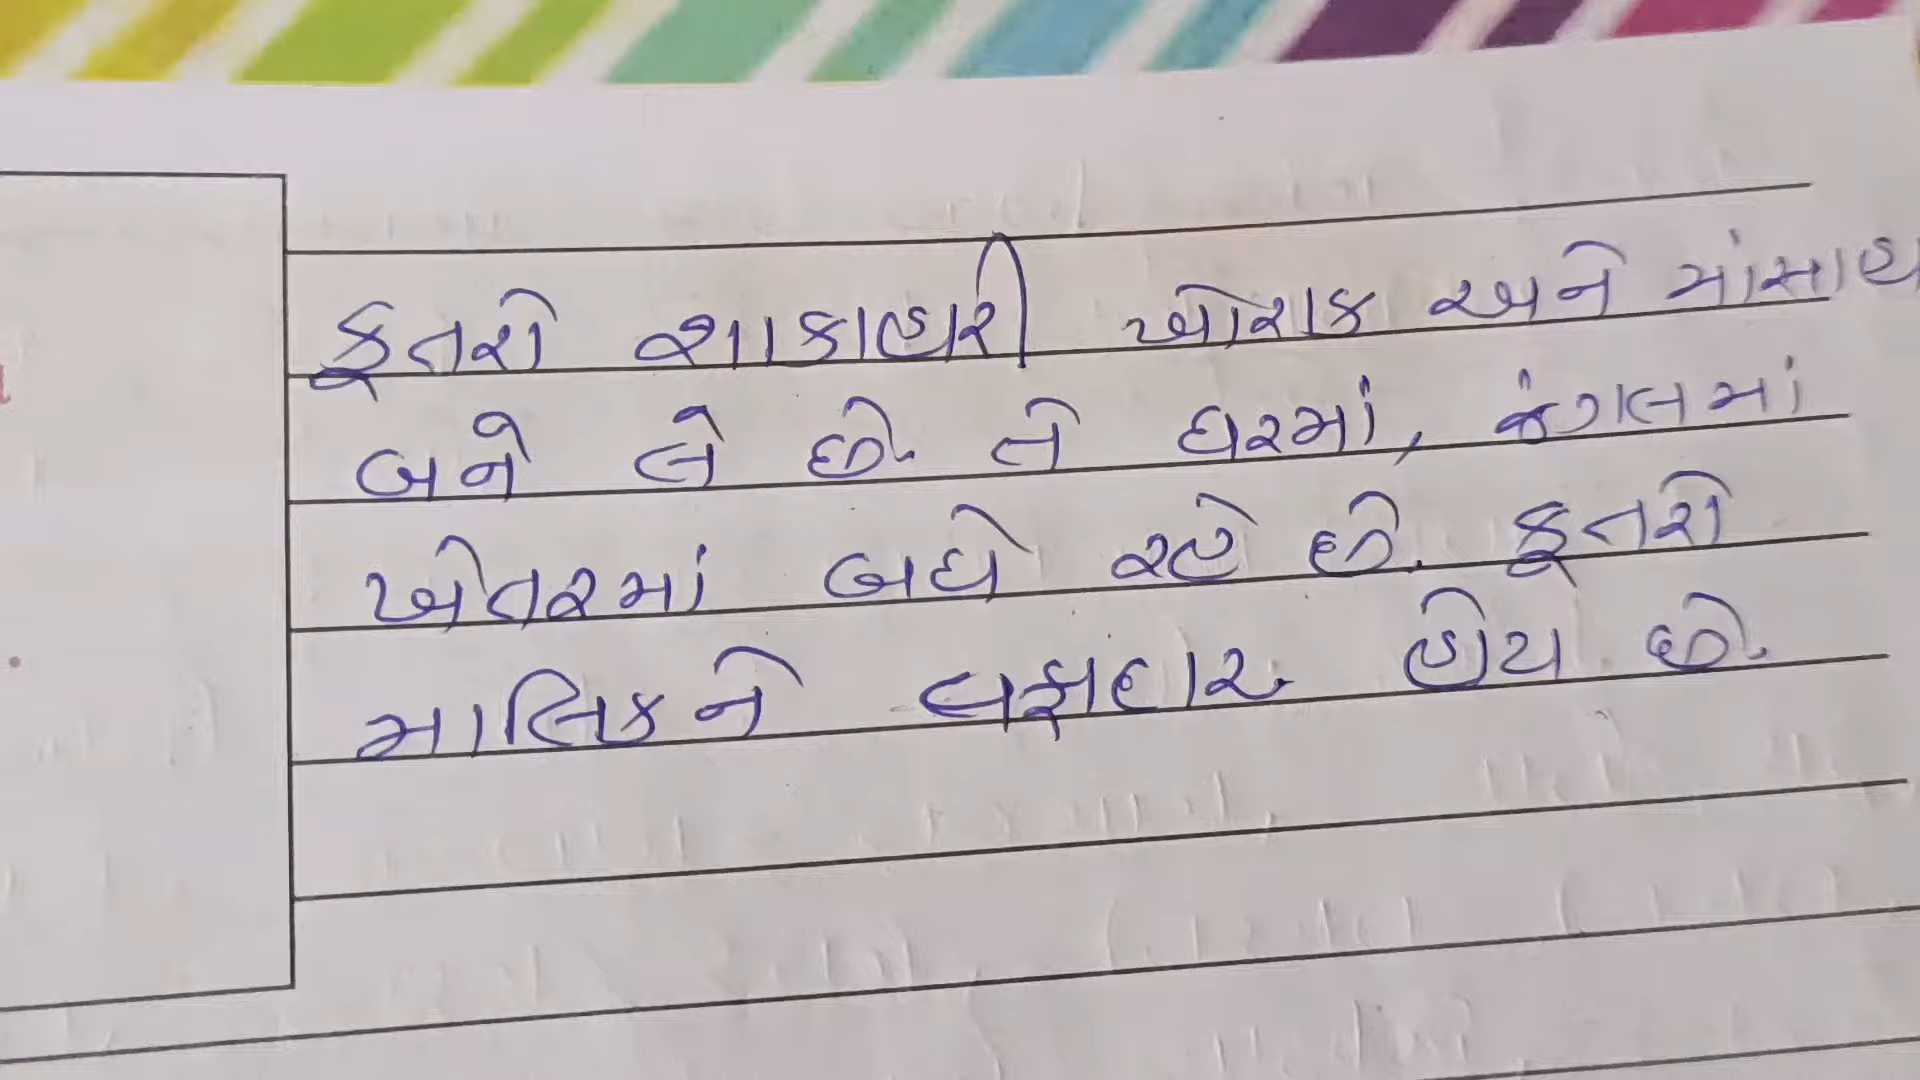 કૂતરો શાકાહારી ખોરાક અને
બને લે છે. તે ઘરમાં, જંગલમાં
ખેતરમાં બધે રહે છે. કૂતરો
માલિકને વફાદાર હોય છે.